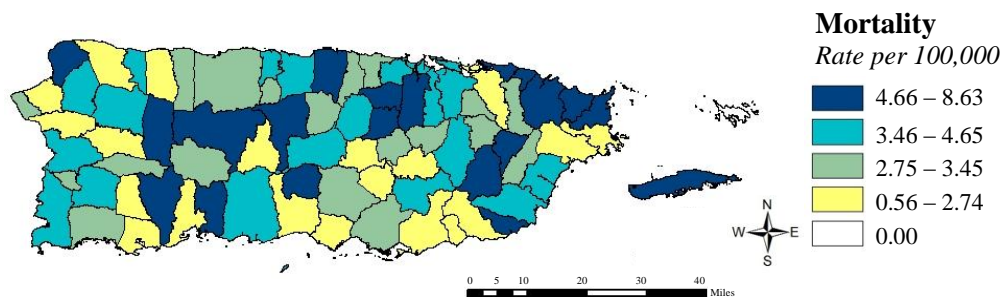 Mortality
Rate per 100,000
4.66 – 8.63
3.46 – 4.65
2.75 – 3.45
0.56 – 2.74
0.00
N
W E
S
0 5 10 20 30 40
Miles